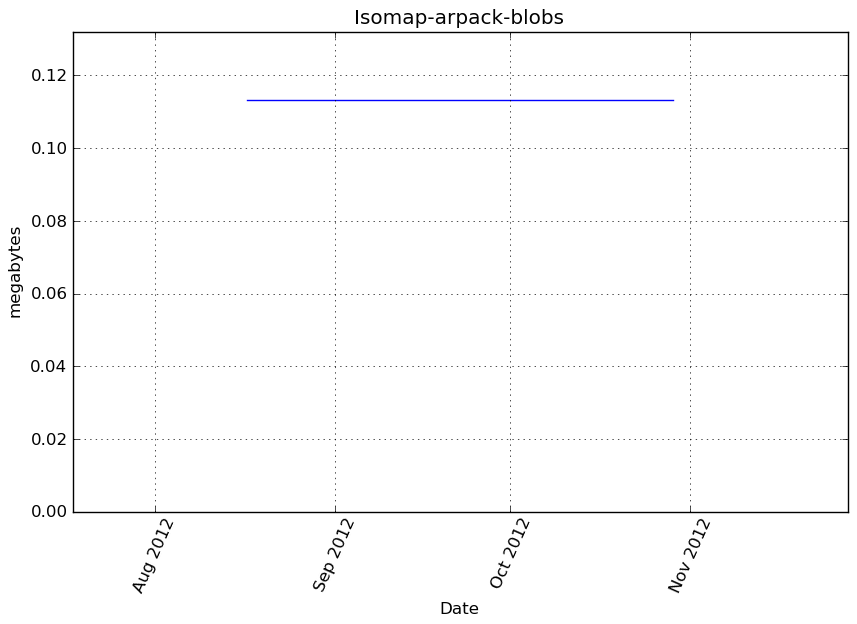 Isomap-arpack-blobs
0.12
0.10
0.08
0.06
0.04
0.02
0.00
megabytes
Aug 2012
Sep 2012
Oct 2012
Nov 2012
Date